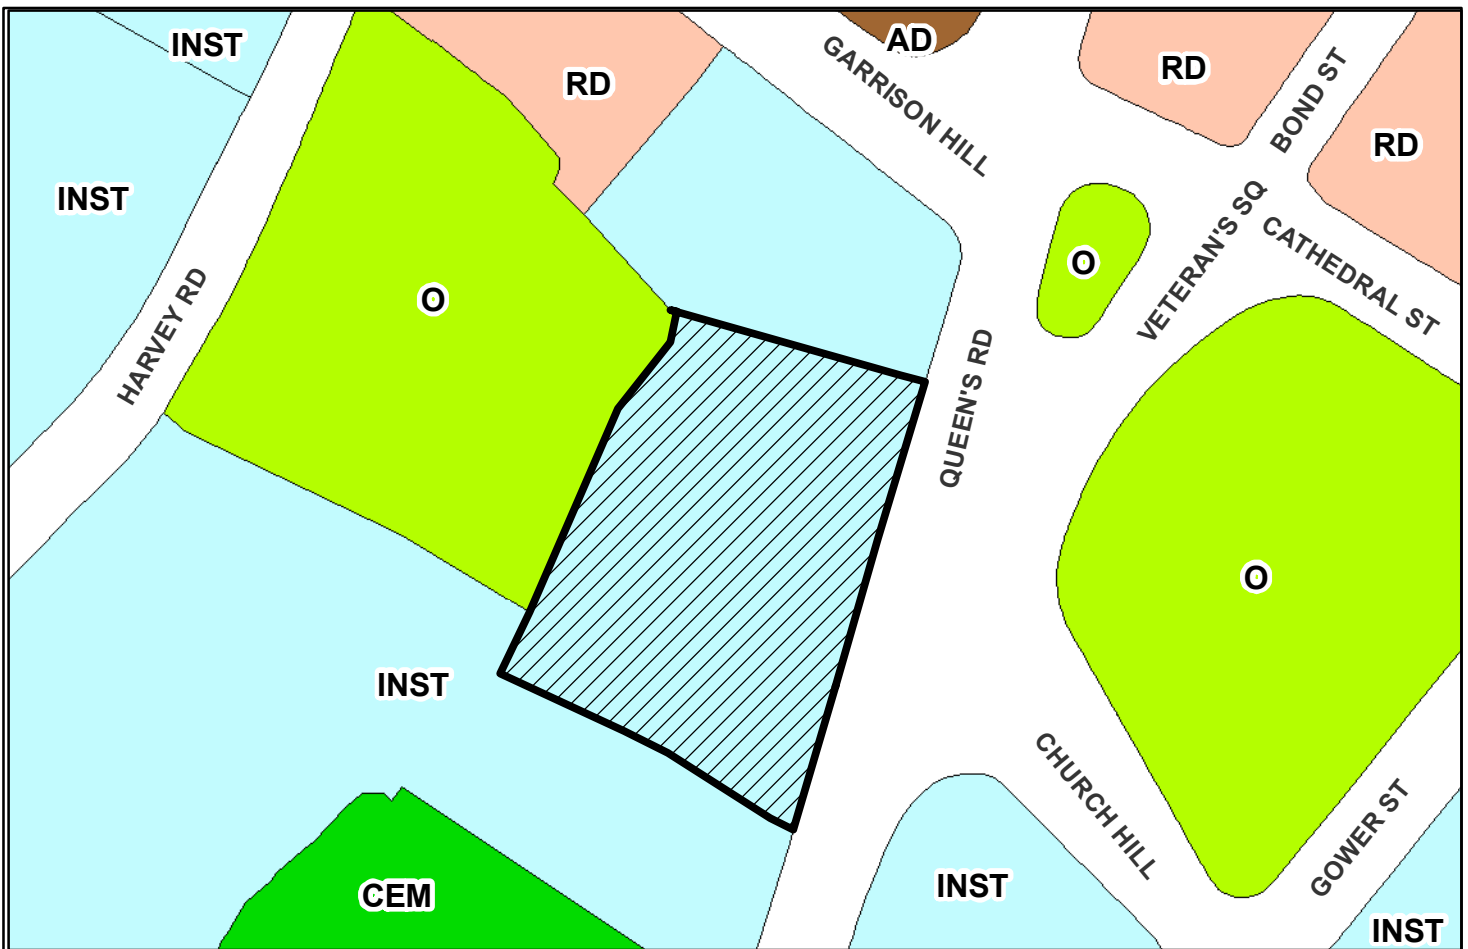 INST
AD
RD
RD
GARRISON HILL
BOND ST
RD
INST
VETERAN'S SQ
CATHEDRAL ST
O
O
HARVEY RD
QUEEN'S RD
O
INST
CHURCH HILL
GOWER ST
INST
CEM
INST